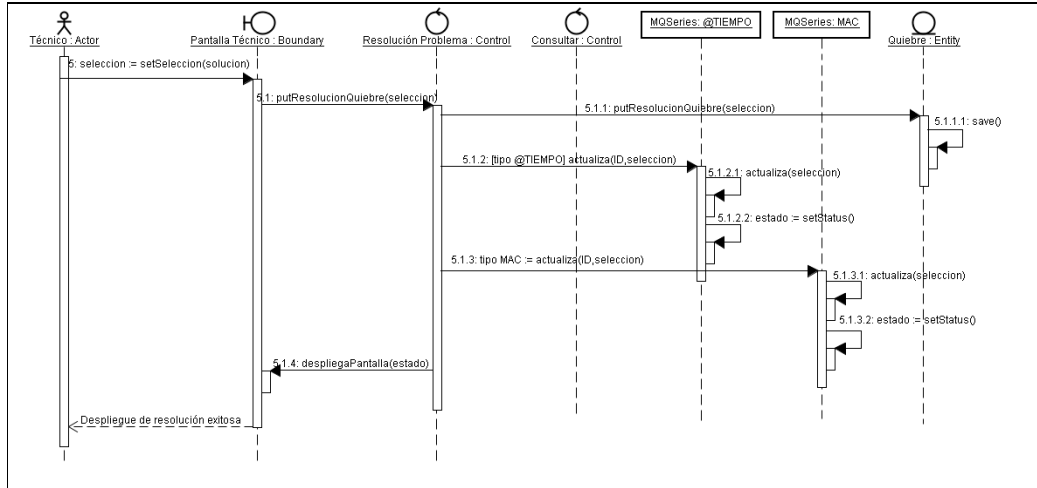 Técnico : Actor
Pantalla Técnico : Boundary
Resolución Problema : Control
Consultar : Control
MQSeries: @TIEMPO
MQSeries: MAC
Quiebre : Entity
5: seleccion := setSeleccion(solucion)
5.1: putResolucionQuiebre(seleccion)
5.1.1: putResolucionQuiebre(seleccion)
5.1.1.1: save()
5.1.2: [tipo @TIEMPO] actualiza(ID,seleccion)
5.1.2.1: actualiza(seleccion)
5.1.2.2: estado := setStatus()
5.1.3: tipo MAC := actualiza(ID,seleccion)
5.1.3.1: actualiza(seleccion)
5.1.3.2: estado := setStatus()
5.1.4: despliegaPantalla(estado)
Despliegue de resolución exitosa